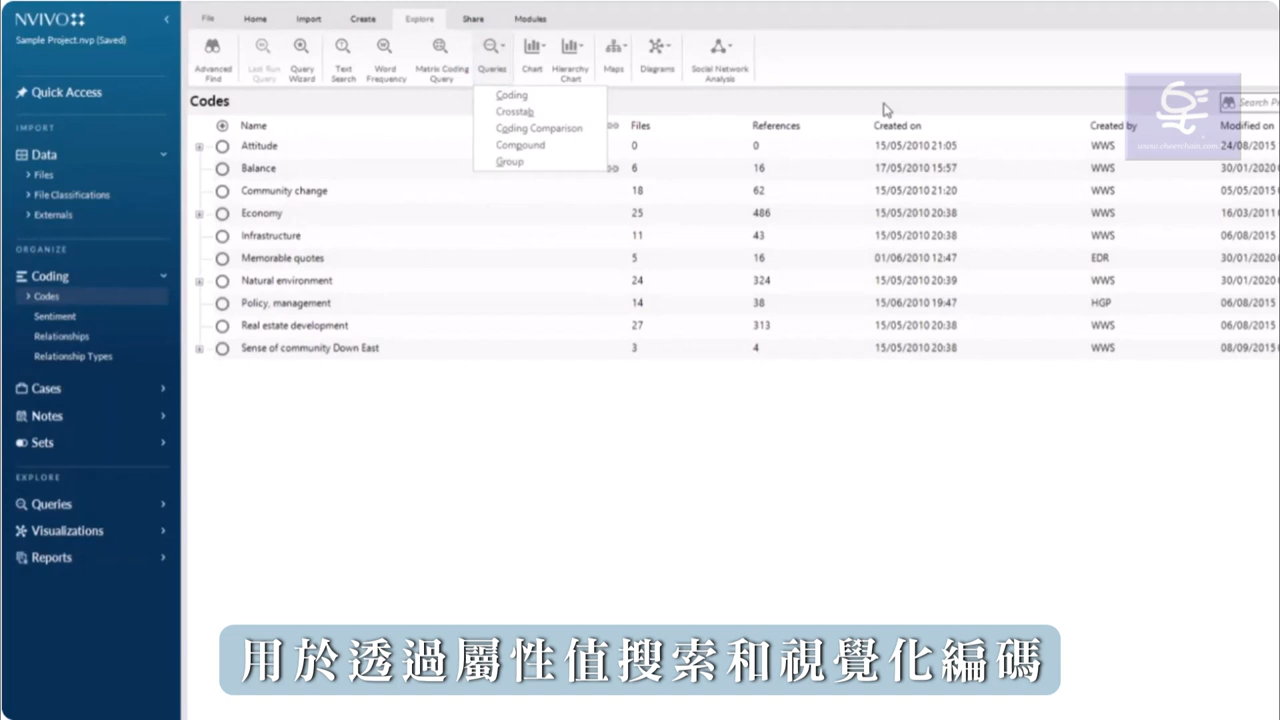 NVIVO
Sample Project.nvp (Saved)
File Home Import Create Explore Share Modules
Advanced Find
Last Run Query
Query Wizard
Text Search
Word Frequency
Matrix Coding Query
Queries
Chart
Hierarchy Chart
Maps
Diagrams
Social Network Analysis
Quick Access
IMPORT
Data
Files
File Classifications
Externals
ORGANIZE
Coding
Codes
Sentiment
Relationships
Relationship Types
Cases
Notes
Sets
EXPLORE
Queries
Visualizations
Reports
Coding
Crosstab
Coding Comparison
Compound
Group
Codes
Search Pr
www.cheerchain.com
Name Files References Created on Created by Modified on
Attitude 0 0 15/05/2010 21:05 WWS 24/08/2015
Balance 6 16 17/05/2010 15:57 WWS 30/01/2020
Community change 18 62 15/05/2010 21:20 WWS 05/05/2015
Economy 25 486 15/05/2010 20:38 WWS 16/03/2011
Infrastructure 11 43 15/05/2010 20:38 WWS 06/08/2015
Memorable quotes 5 16 01/06/2010 12:47 EDR 30/01/2020
Natural environment 24 324 15/05/2010 20:39 WWS 30/01/2020
Policy, management 14 38 15/06/2010 19:47 HGP 06/08/2015
Real estate development 27 313 15/05/2010 20:38 WWS 06/08/2015
Sense of community Down East 3 4 15/05/2010 20:38 WWS 08/09/2015
用於透過屬性值搜索和視覺化編碼